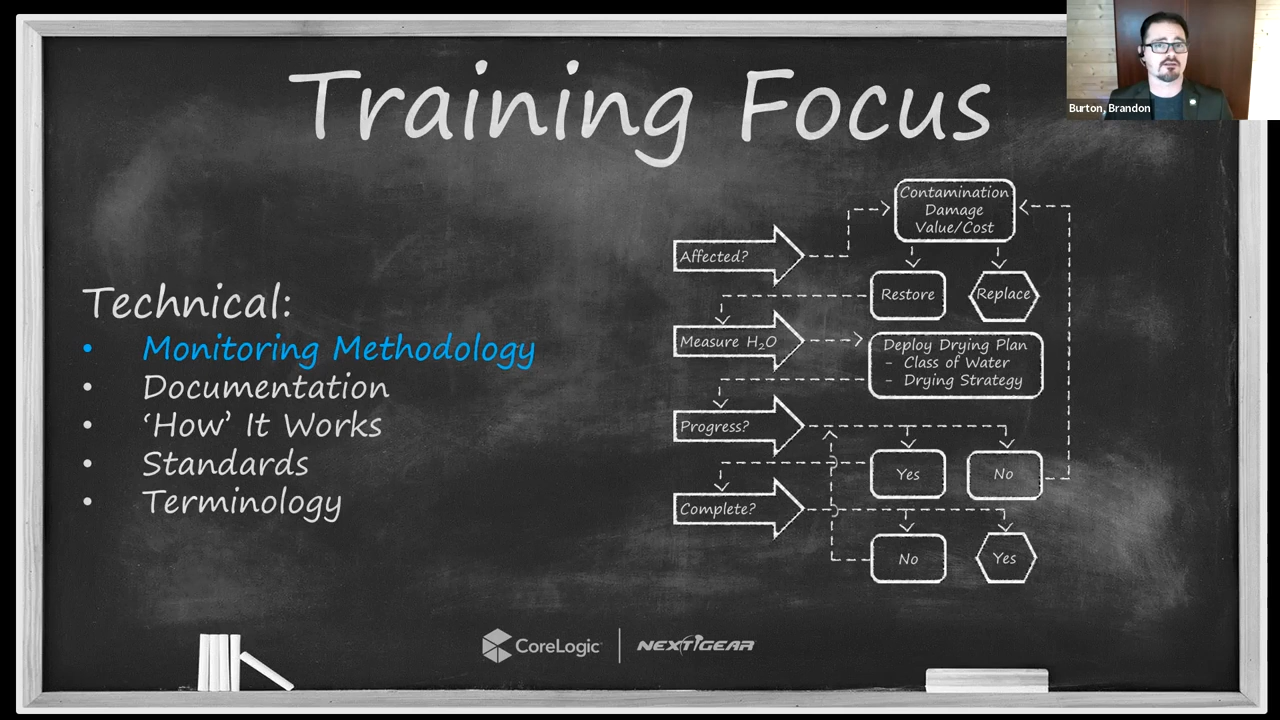 Training Focus
Burton, Brandon
Technical:
• Monitoring Methodology
• Documentation
• ‘How’ It Works
• Standards
• Terminology
Contamination
Damage
Value/Cost
Affected?
Restore
Replace
Measure H₂O
Deploy Drying Plan
- Class of Water
- Drying Strategy
Progress?
Yes
No
Complete?
No
Yes
CoreLogic
NEXTGEAR